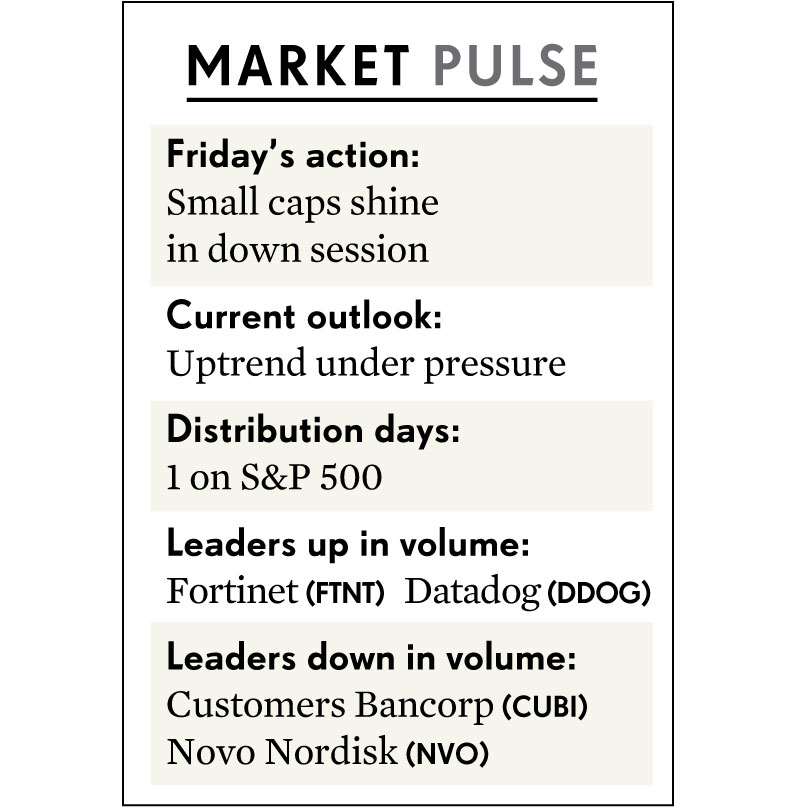 MARKET PULSE
Friday’s action:
Small caps shine
in down session
Current outlook:
Uptrend under pressure
Distribution days:
1 on S&P 500
Leaders up in volume:
Fortinet (FTNT) Datadog (DDOG)
Leaders down in volume:
Customers Bancorp (CUBI)
Novo Nordisk (NVO)